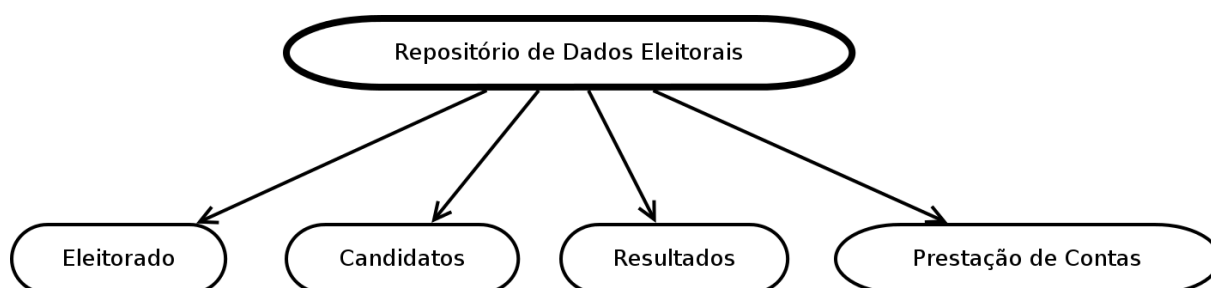 Repositório de Dados Eleitorais
Eleitorado
Candidatos
Resultados
Prestação de Contas